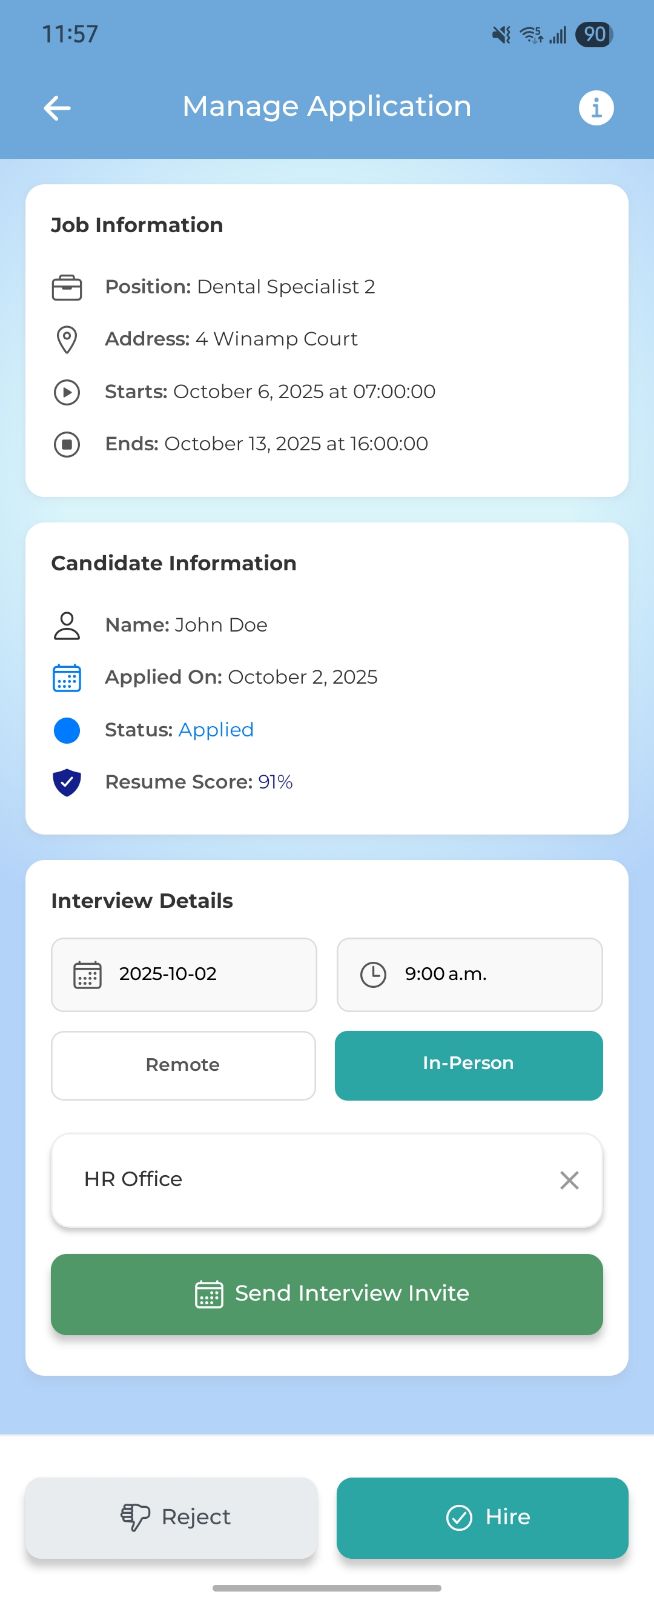 11:57
90
Manage Application
Job Information
Position: Dental Specialist 2
Address: 4 Winamp Court
Starts: October 6, 2025 at 07:00:00
Ends: October 13, 2025 at 16:00:00
Candidate Information
Name: John Doe
Applied On: October 2, 2025
Status: Applied
Resume Score: 91%
Interview Details
2025-10-02
9:00 a.m.
Remote
In-Person
HR Office
Send Interview Invite
Reject
Hire